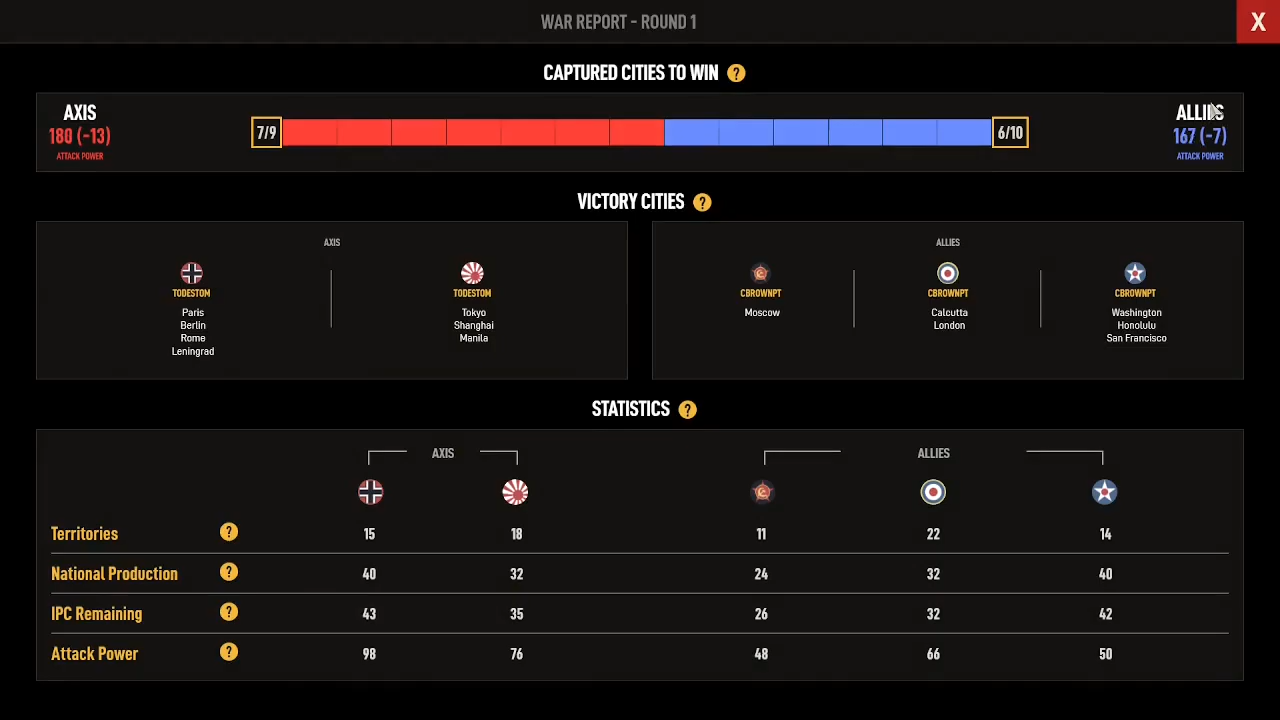 WAR REPORT - ROUND 1
X
CAPTURED CITIES TO WIN ?
AXIS
180 (-13)
ATTACK POWER
7/9
6/10
ALLIES
167 (-7)
ATTACK POWER
VICTORY CITIES ?
AXIS
TODESTOM
Paris
Berlin
Rome
Leningrad
TODESTOM
Tokyo
Shanghai
Manila
ALLIES
CBROWNPT
Moscow
CBROWNPT
Calcutta
London
CBROWNPT
Washington
Honolulu
San Francisco
STATISTICS ?
AXIS ALLIES
Territories ? 15 18 11 22 14
National Production ? 40 32 24 32 40
IPC Remaining ? 43 35 26 32 42
Attack Power ? 98 76 48 66 50